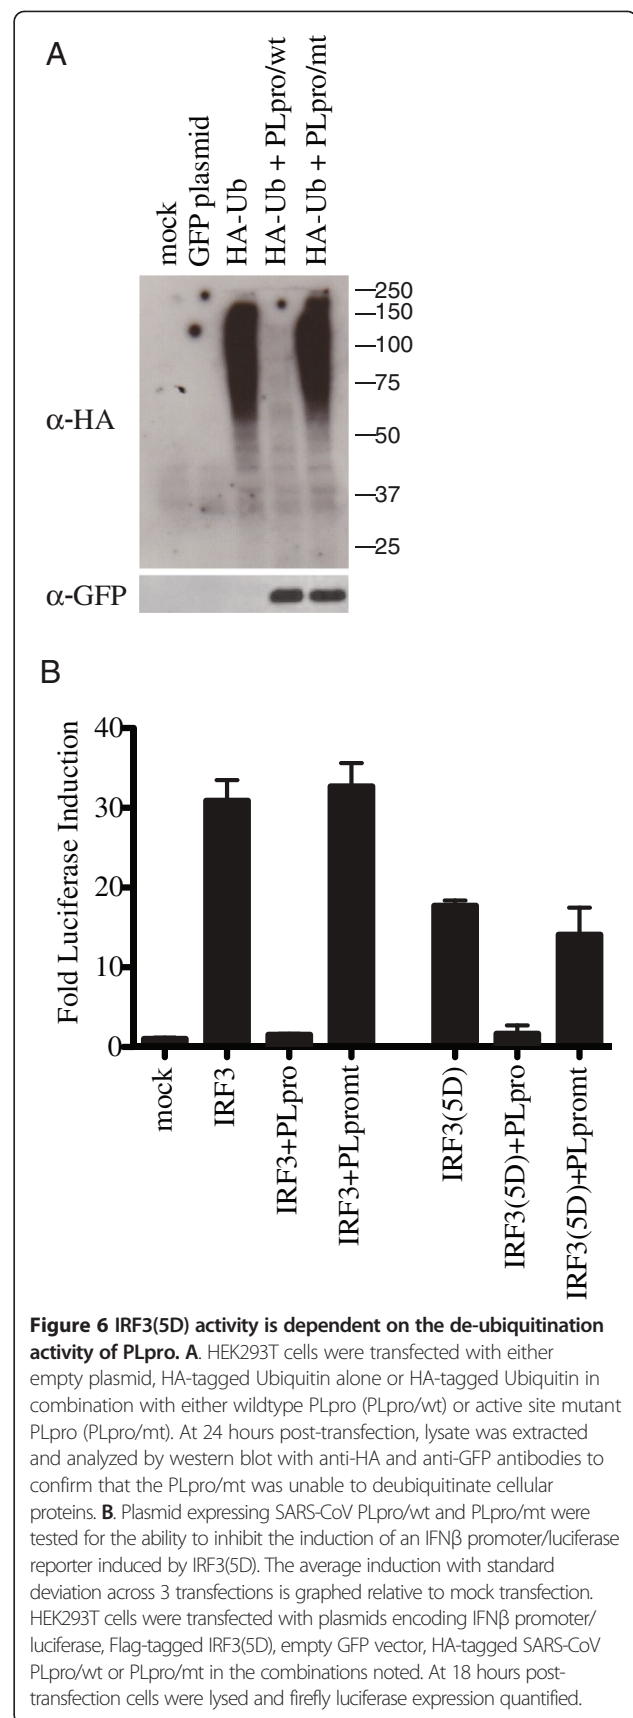 A
mock
GFP plasmid
HA-Ub
HA-Ub + PLpro/wt
HA-Ub + PLpro/mt
250
150
100
75
50
37
25
α-HA
α-GFP
B
Fold Luciferase Induction
40
30
20
10
0
mock
IRF3
IRF3+PLpro
IRF3+PLpromt
IRF3(5D)
IRF3(5D)+PLpro
IRF3(5D)+PLpromt
Figure 6 IRF3(5D) activity is dependent on the de-ubiquitination
activity of PLpro. A. HEK293T cells were transfected with either
empty plasmid, HA-tagged Ubiquitin alone or HA-tagged Ubiquitin in
combination with either wildtype PLpro (PLpro/wt) or active site mutant
PLpro (PLpro/mt). At 24 hours post-transfection, lysate was extracted
and analyzed by western blot with anti-HA and anti-GFP antibodies to
confirm that the PLpro/mt was unable to deubiquitinate cellular
proteins. B. Plasmid expressing SARS-CoV PLpro/wt and PLpro/mt were
tested for the ability to inhibit the induction of an IFNβ promoter/luciferase
reporter induced by IRF3(5D). The average induction with standard
deviation across 3 transfections is graphed relative to mock transfection.
HEK293T cells were transfected with plasmids encoding IFNβ promoter/
luciferase, Flag-tagged IRF3(5D), empty GFP vector, HA-tagged SARS-CoV
PLpro/wt or PLpro/mt in the combinations noted. At 18 hours post-
transfection cells were lysed and firefly luciferase expression quantified.